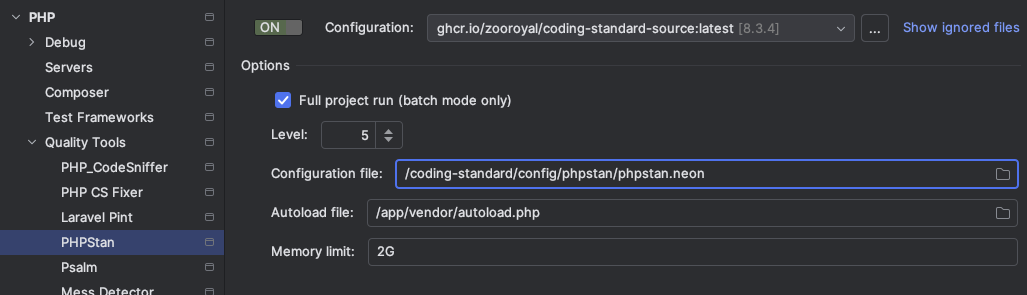 PHP
Debug
Servers
Composer
Test Frameworks
Quality Tools
PHP_CodeSniffer
PHP CS Fixer
Laravel Pint
PHPStan
Psalm
Mess Detector
ON Configuration: ghcr.io/zooroyal/coding-standard-source:latest [8.3.4] ... Show ignored files
Options
Full project run (batch mode only)
Level: 5
Configuration file: /coding-standard/config/phpstan/phpstan.neon
Autoload file: /app/vendor/autoload.php
Memory limit: 2G